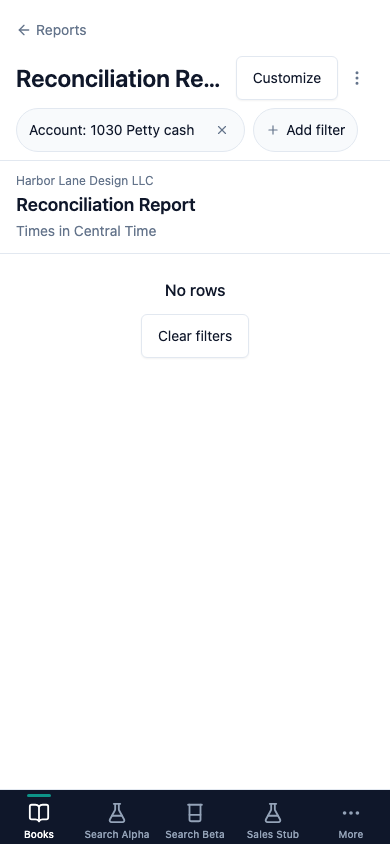 Reports
Reconciliation Re...
Customize
Account: 1030 Petty cash
Add filter
Harbor Lane Design LLC
Reconciliation Report
Times in Central Time
No rows
Clear filters
Books
Search Alpha
Search Beta
Sales Stub
More